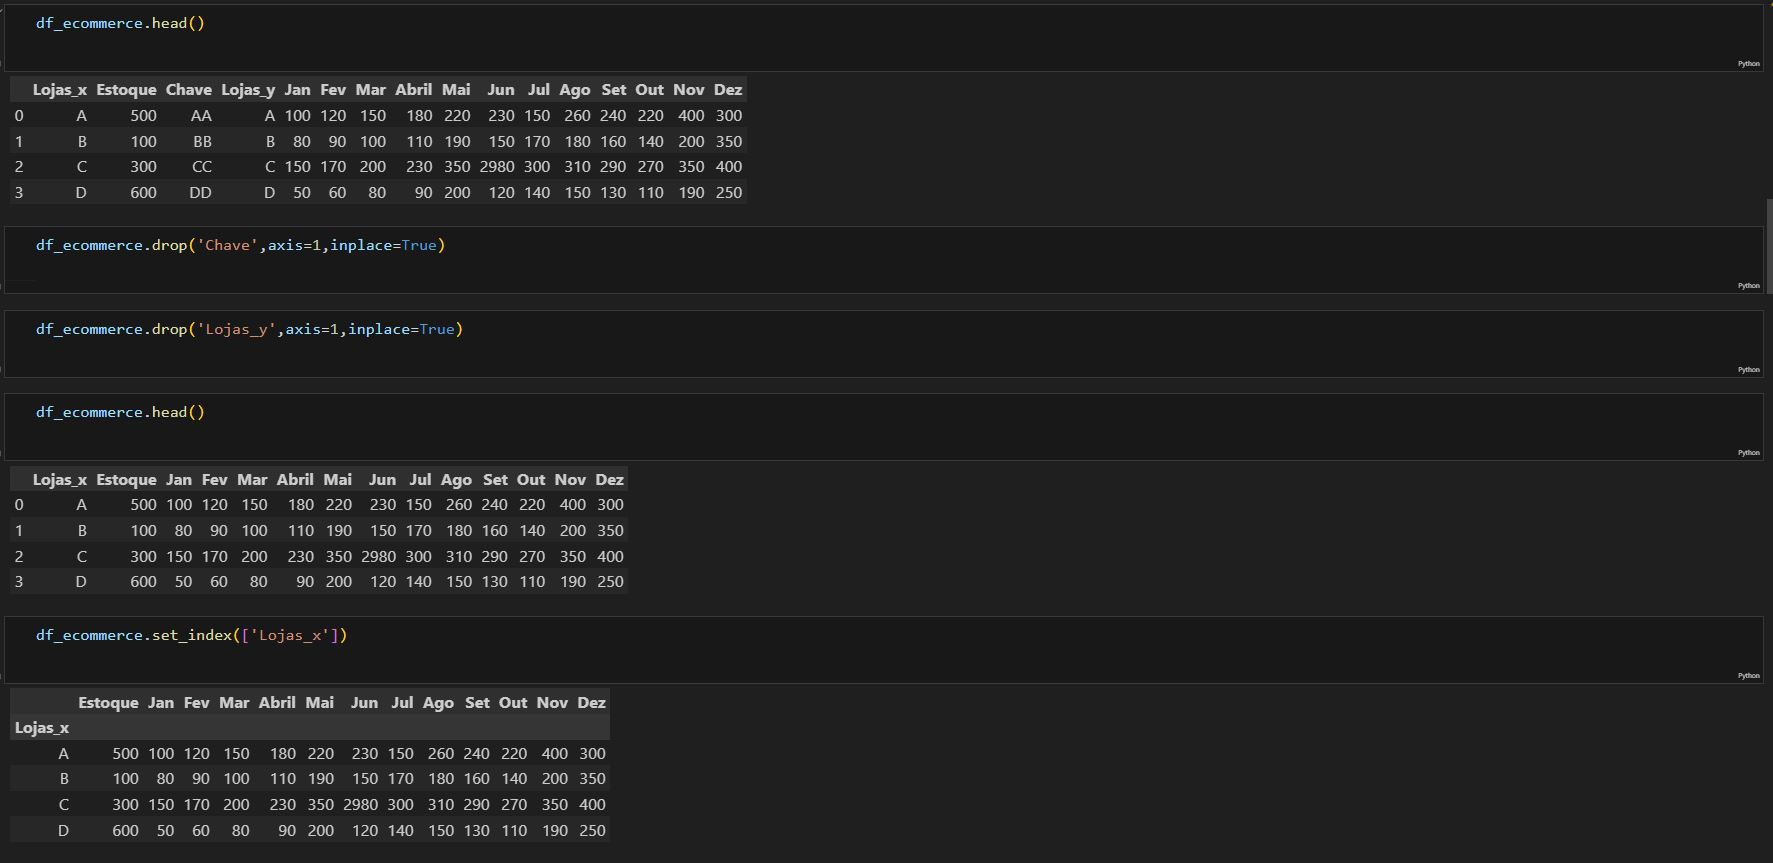 df_ecommerce.head()
Python
Lojas_x Estoque Chave Lojas_y Jan Fev Mar Abril Mai Jun Jul Ago Set Out Nov Dez
0 A 500 AA A 100 120 150 180 220 230 150 260 240 220 400 300
1 B 100 BB B 80 90 100 110 190 150 170 180 160 140 200 350
2 C 300 CC C 150 170 200 230 350 2980 300 310 290 270 350 400
3 D 600 DD D 50 60 80 90 200 120 140 150 130 110 190 250
df_ecommerce.drop('Chave',axis=1,inplace=True)
Python
df_ecommerce.drop('Lojas_y',axis=1,inplace=True)
Python
df_ecommerce.head()
Python
Lojas_x Estoque Jan Fev Mar Abril Mai Jun Jul Ago Set Out Nov Dez
0 A 500 100 120 150 180 220 230 150 260 240 220 400 300
1 B 100 80 90 100 110 190 150 170 180 160 140 200 350
2 C 300 150 170 200 230 350 2980 300 310 290 270 350 400
3 D 600 50 60 80 90 200 120 140 150 130 110 190 250
df_ecommerce.set_index(['Lojas_x'])
Python
Estoque Jan Fev Mar Abril Mai Jun Jul Ago Set Out Nov Dez
Lojas_x
A 500 100 120 150 180 220 230 150 260 240 220 400 300
B 100 80 90 100 110 190 150 170 180 160 140 200 350
C 300 150 170 200 230 350 2980 300 310 290 270 350 400
D 600 50 60 80 90 200 120 140 150 130 110 190 250